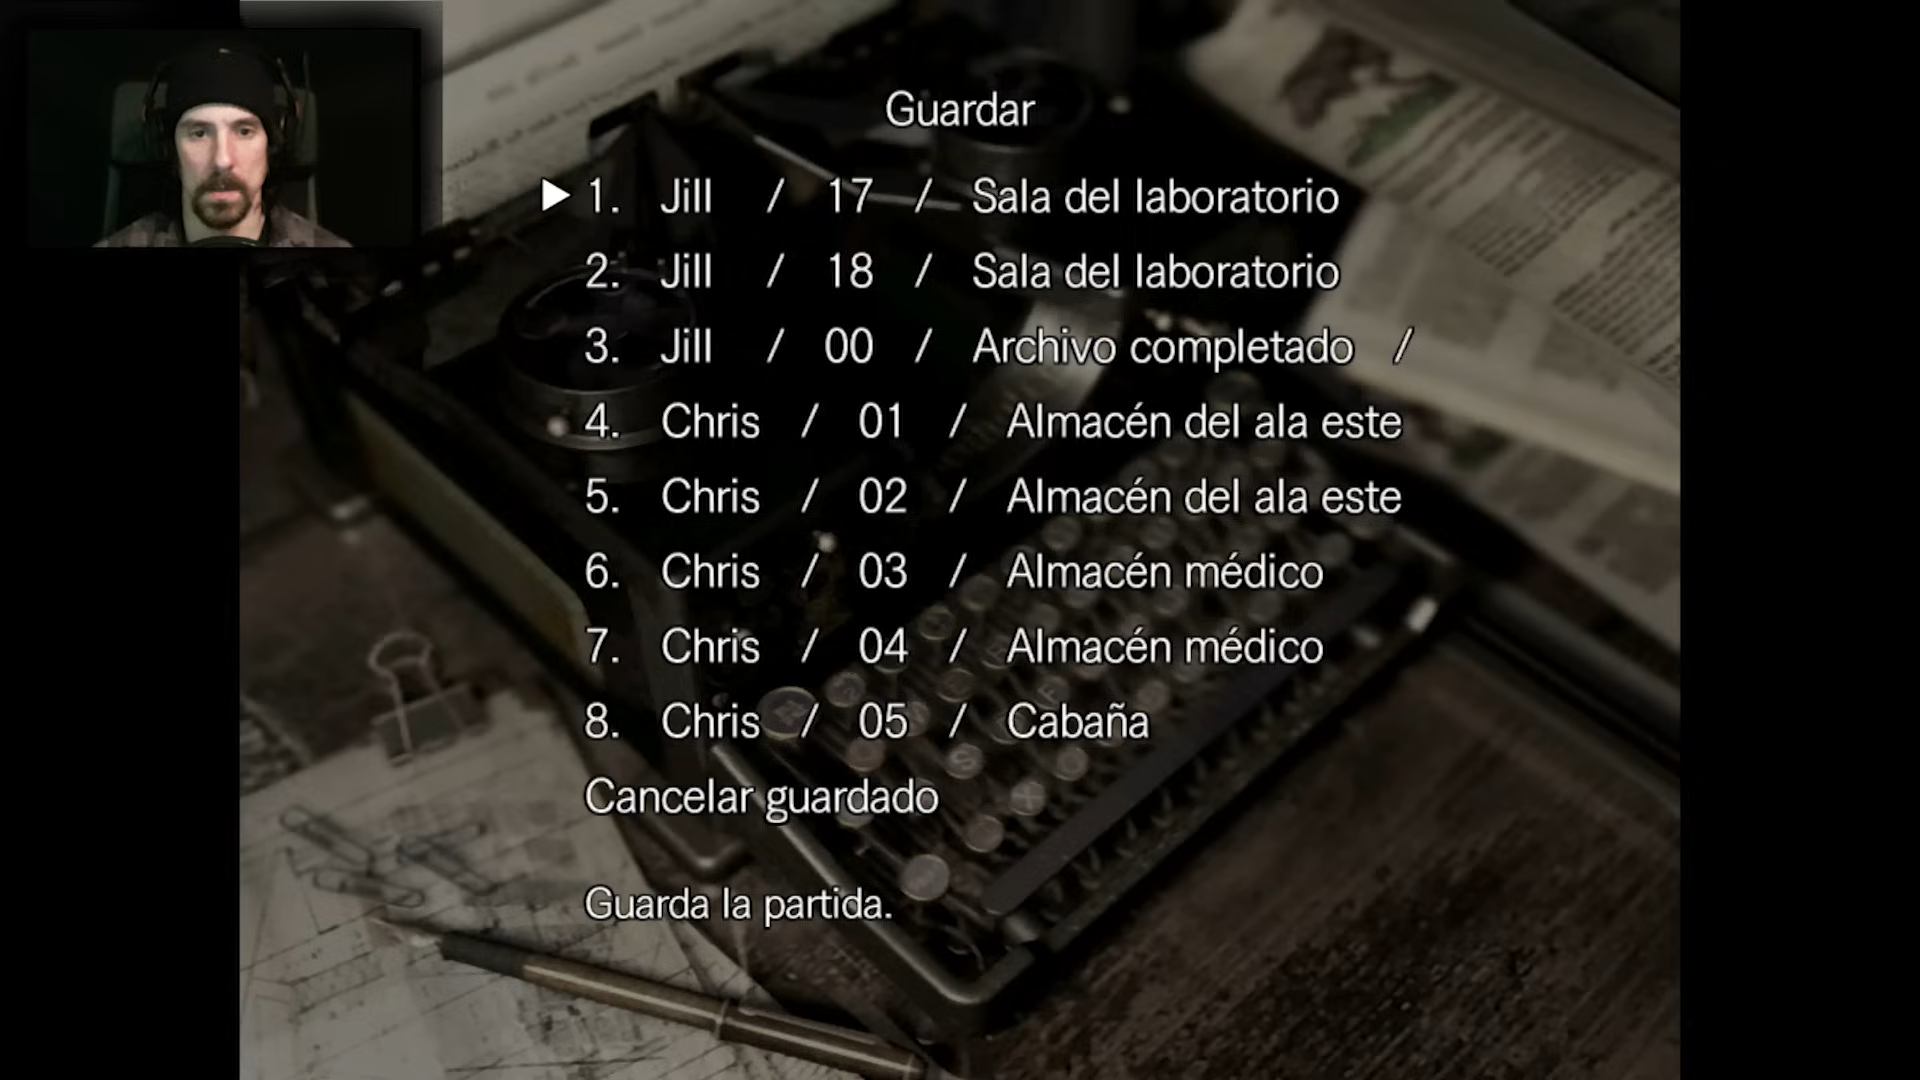 Guardar
1. Jill / 17 / Sala del laboratorio
2. Jill / 18 / Sala del laboratorio
3. Jill / 00 / Archivo completado /
4. Chris / 01 / Almacén del ala este
5. Chris / 02 / Almacén del ala este
6. Chris / 03 / Almacén médico
7. Chris / 04 / Almacén médico
8. Chris / 05 / Cabaña
Cancelar guardado
Guarda la partida.